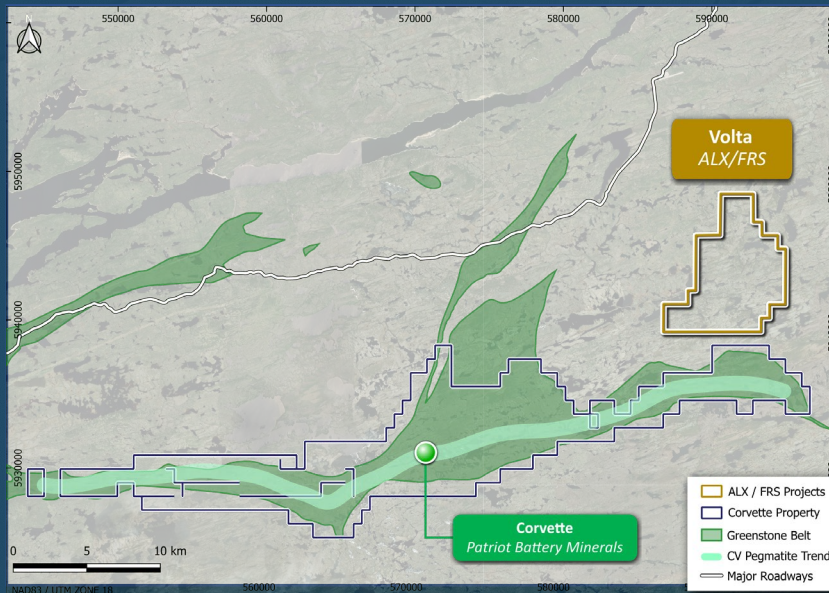 550000
560000
570000
580000
590000
5950000
5940000
5930000
Volta
ALX/FRS
Corvette
Patriot Battery Minerals
ALX / FRS Projects
Corvette Property
Greenstone Belt
CV Pegmatite Trend
Major Roadways
0
5
10 km
560000
570000
580000
NAD83 / UTM ZONE 18